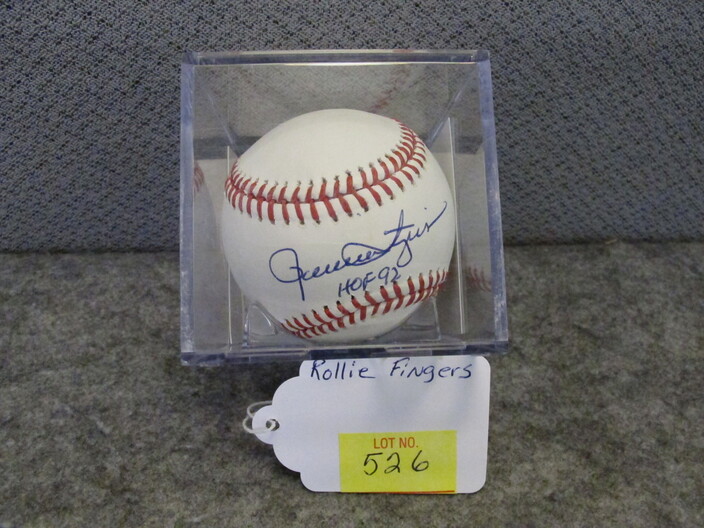 HOF 92
Rollie Fingers
LOT NO.
526